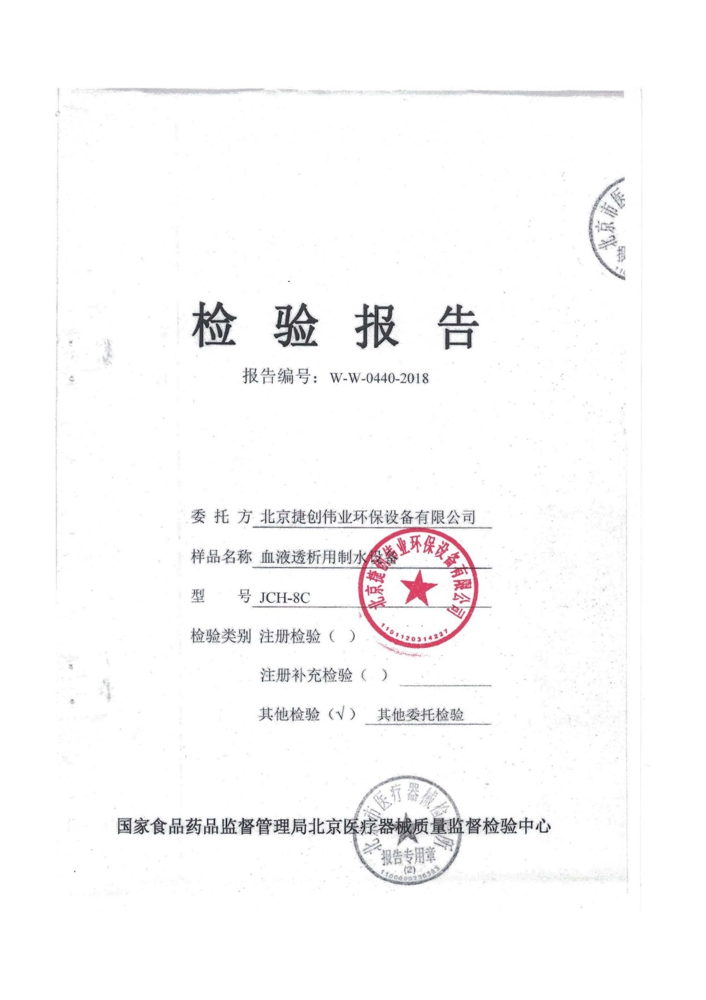 北京市医
检验报告
报告编号： W-W-0440-2018
委托方 北京捷创伟业环保设备有限公司
样品名称 血液透析用制水设备
型号 JCH-8C
北京捷创伟业环保设备有限公司
1101120314227
检验类别 注册检验（ ）
注册补充检验（ ）
其他检验（√） 其他委托检验
国家食品药品监督管理局北京医疗器械质量监督检验中心
北京市医疗器械检验所
报告专用章
(2)